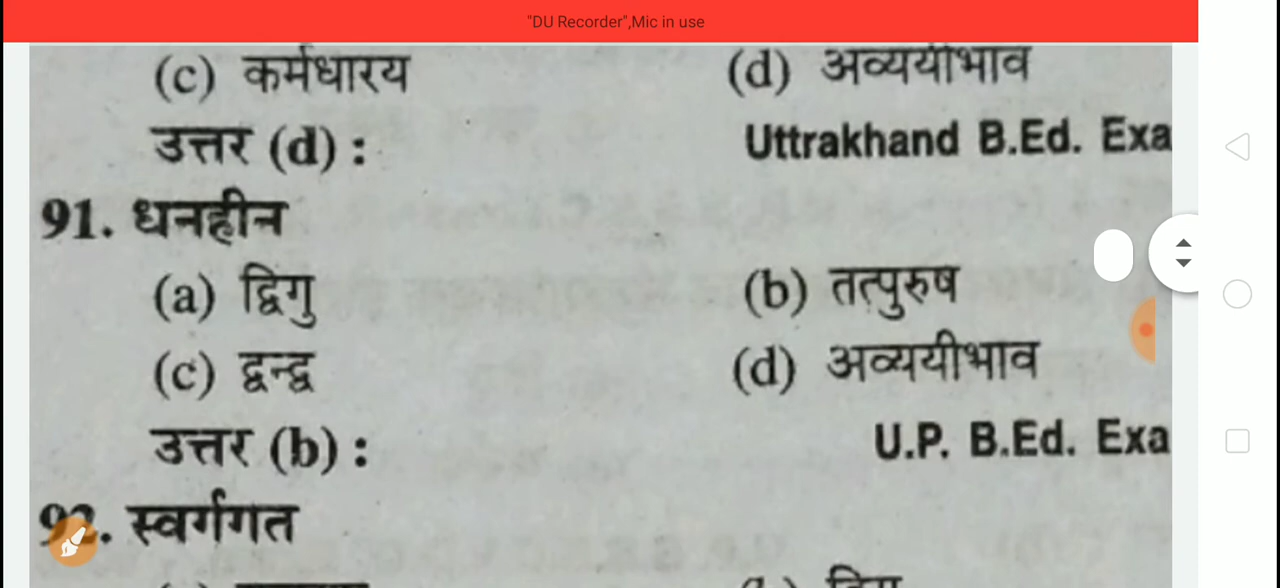 "DU Recorder",Mic in use
(c) कर्मधारय (d) अव्ययीभाव
उत्तर (d) : Uttrakhand B.Ed. Exa
91. धनहीन
(a) द्विगु (b) तत्पुरुष
(c) द्वन्द्व (d) अव्ययीभाव
उत्तर (b) : U.P. B.Ed. Exa
92. स्वर्गगत